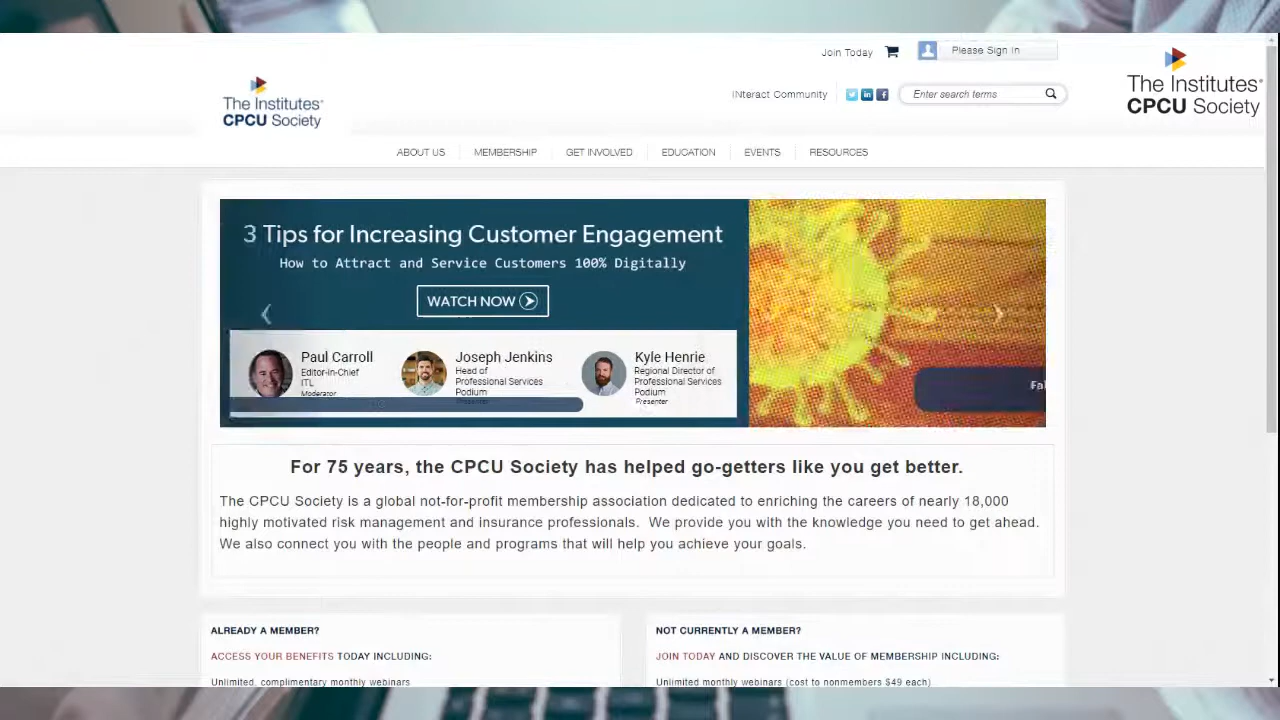 Join Today
Please Sign In
The Institutes
CPCU Society
INteract Community
Enter search terms
The Institutes
CPCU Society
ABOUT US
MEMBERSHIP
GET INVOLVED
EDUCATION
EVENTS
RESOURCES
3 Tips for Increasing Customer Engagement
How to Attract and Service Customers 100% Digitally
WATCH NOW
Paul Carroll
Editor-in-Chief
ITL
Moderator
Joseph Jenkins
Head of
Professional Services
Podium
Presenter
Kyle Henrie
Regional Director of
Professional Services
Podium
Presenter
For 75 years, the CPCU Society has helped go-getters like you get better.
The CPCU Society is a global not-for-profit membership association dedicated to enriching the careers of nearly 18,000
highly motivated risk management and insurance professionals. We provide you with the knowledge you need to get ahead.
We also connect you with the people and programs that will help you achieve your goals.
ALREADY A MEMBER?
ACCESS YOUR BENEFITS TODAY INCLUDING:
Unlimited, complimentary monthly webinars
NOT CURRENTLY A MEMBER?
JOIN TODAY AND DISCOVER THE VALUE OF MEMBERSHIP INCLUDING:
Unlimited monthly webinars (cost to nonmembers $49 each)